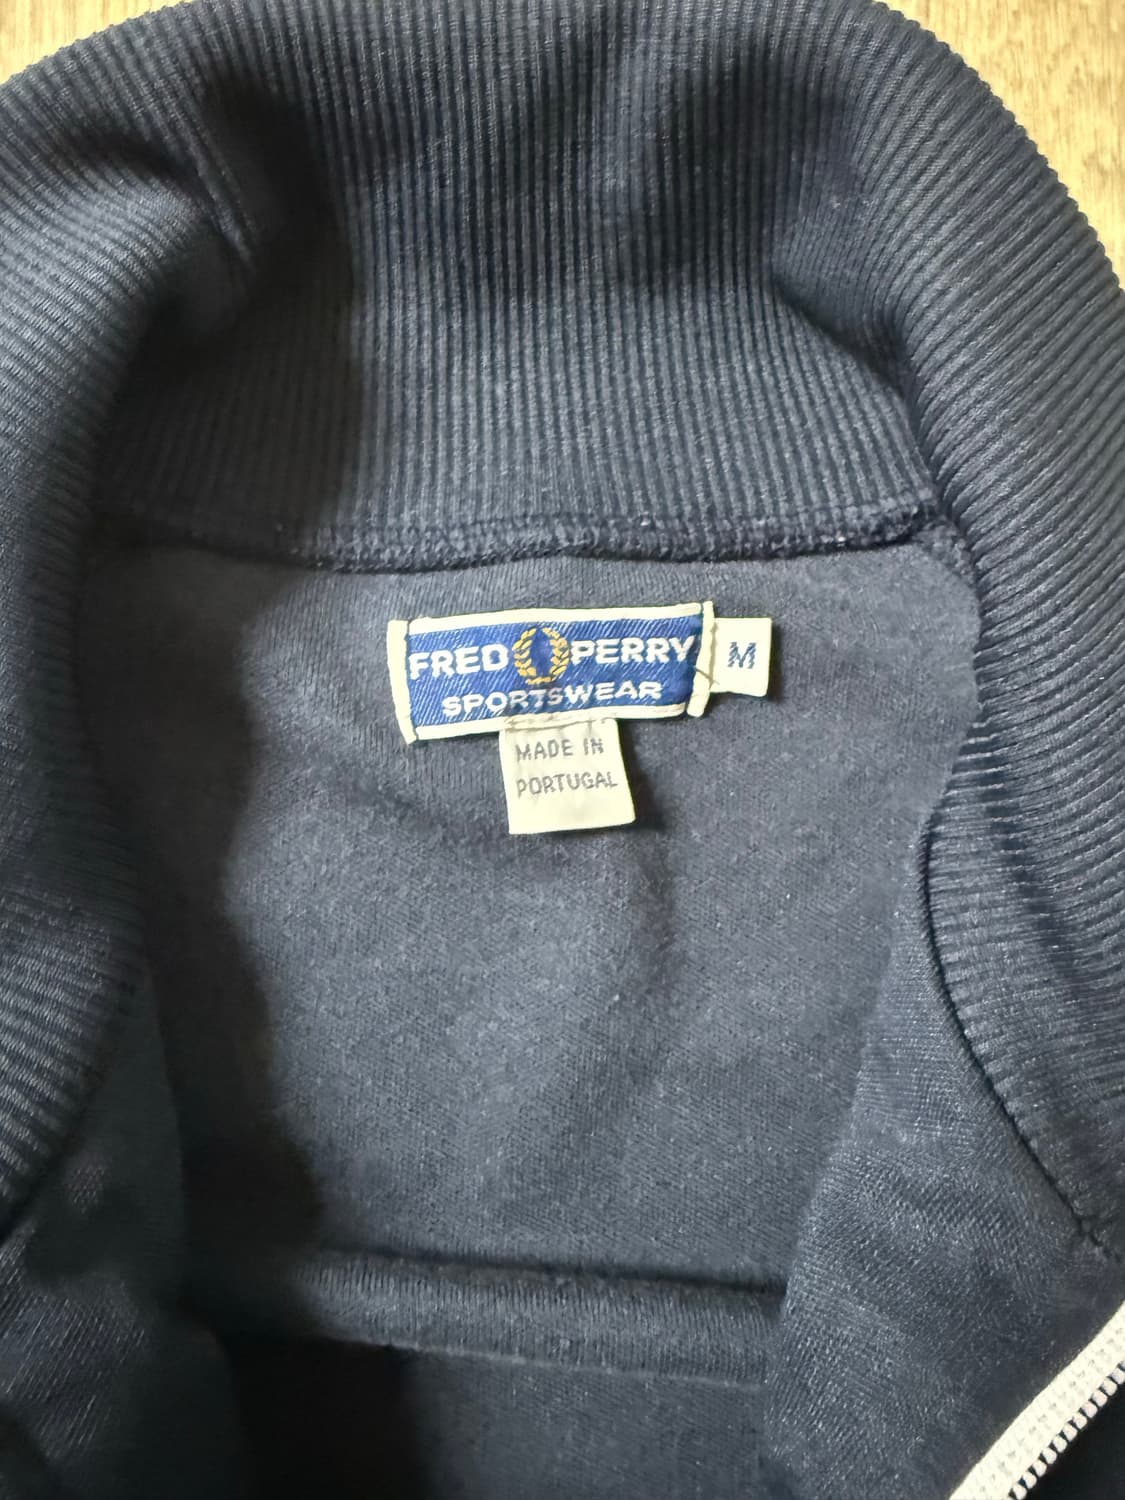 FRED PERRY
SPORTSWEAR
M
MADE IN
PORTUGAL